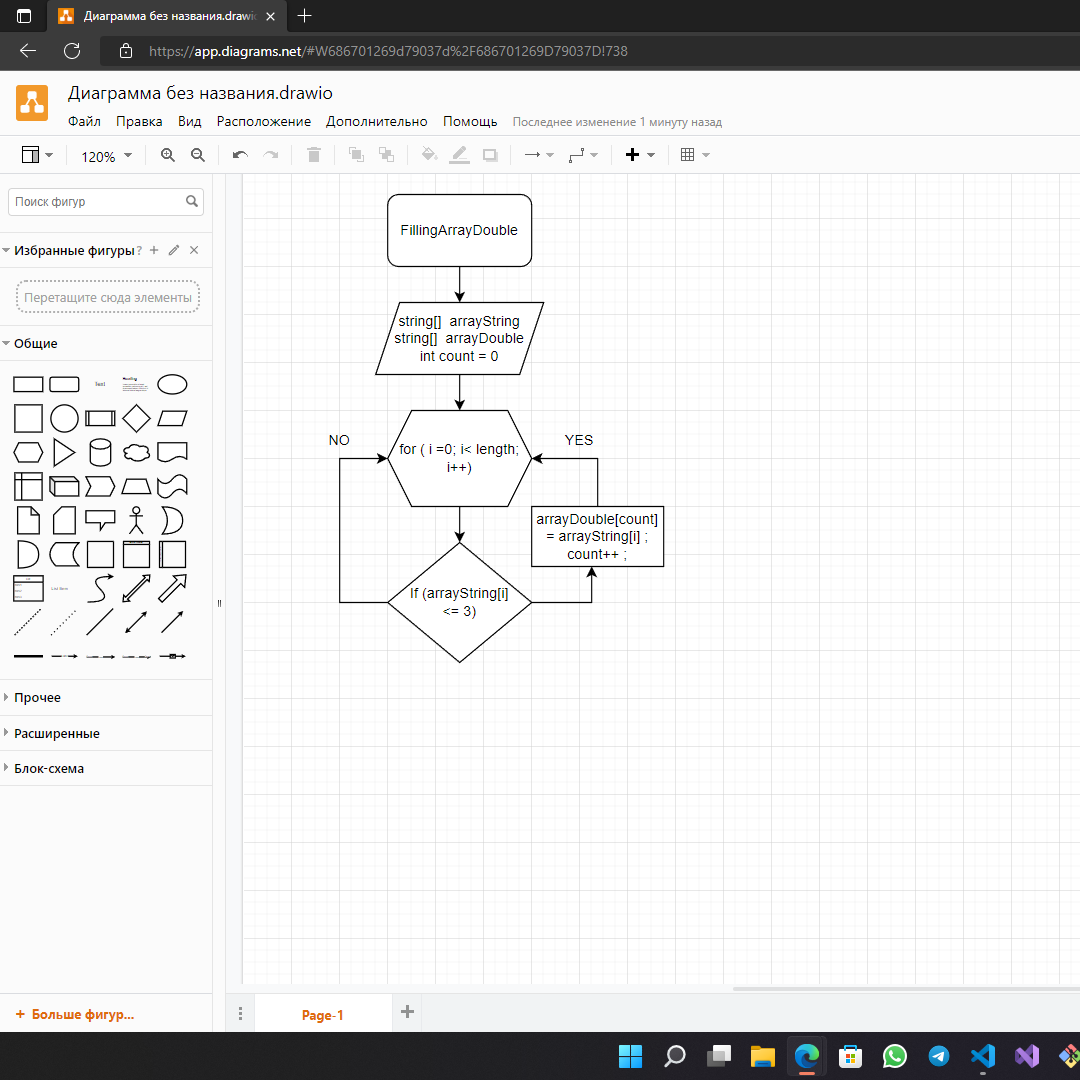 Диаграмма без названия.drawio
https://app.diagrams.net/#W686701269d79037d%2F686701269D79037D!738
Диаграмма без названия.drawio
Файл Правка Вид Расположение Дополнительно Помощь Последнее изменение 1 минуту назад
120%
Поиск фигур
Избранные фигуры ?
Перетащите сюда элементы
Общие
Text
Heading
List Item
Прочее
Расширенные
Блок-схема
+ Больше фигур...
FillingArrayDouble
string[] arrayString
string[] arrayDouble
int count = 0
NO
for ( i =0; i< length;
i++)
YES
arrayDouble[count]
= arrayString[i] ;
count++ ;
If (arrayString[i]
<= 3)
Page-1